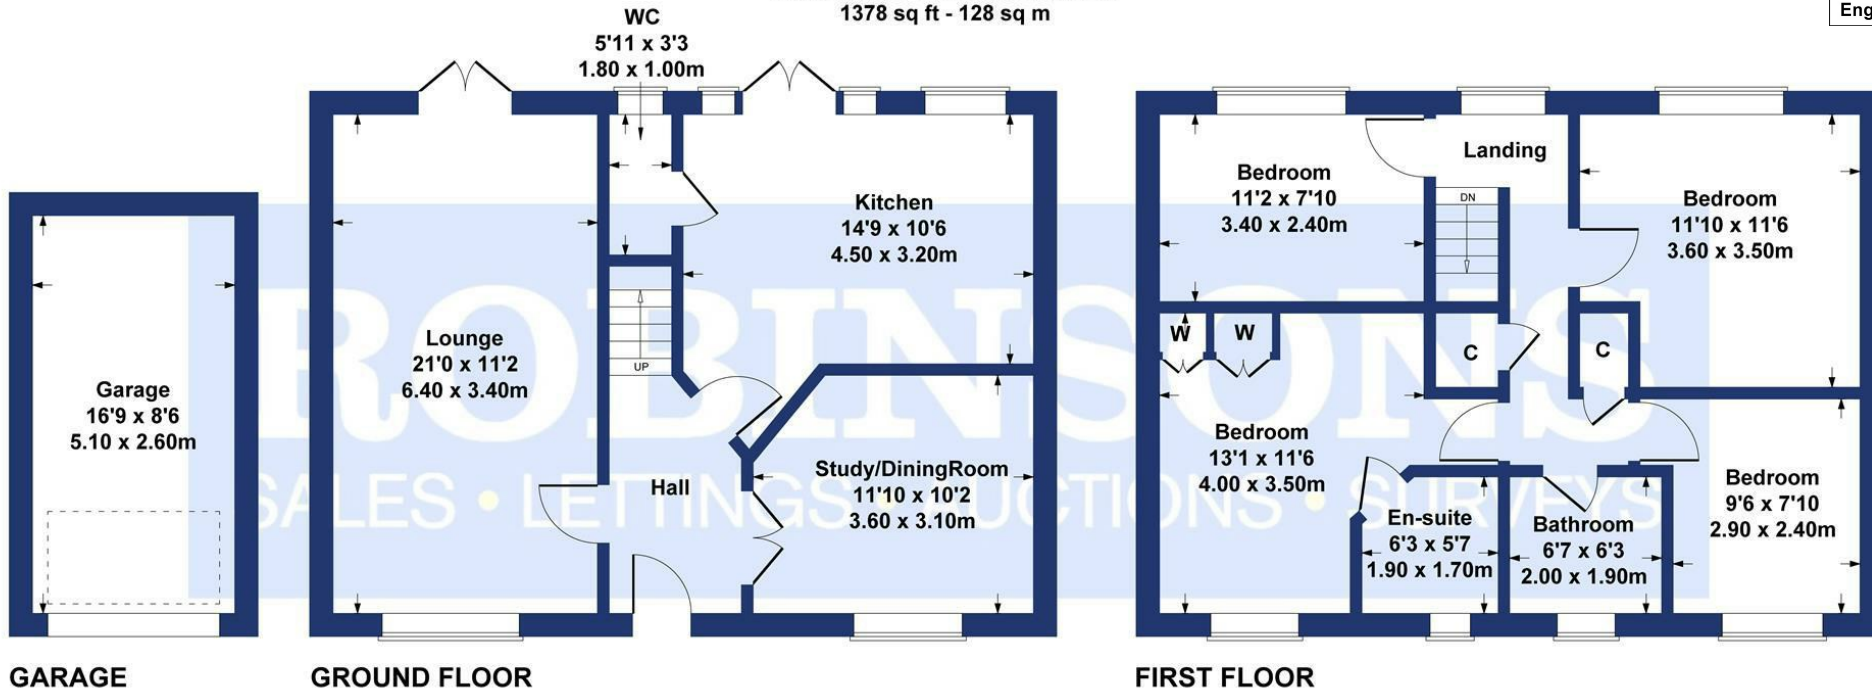 1378 sq ft - 128 sq m
Eng
WC
5'11 x 3'3
1.80 x 1.00m
Garage
16'9 x 8'6
5.10 x 2.60m
Lounge
21'0 x 11'2
6.40 x 3.40m
Kitchen
14'9 x 10'6
4.50 x 3.20m
UP
Hall
Study/DiningRoom
11'10 x 10'2
3.60 x 3.10m
Bedroom
11'2 x 7'10
3.40 x 2.40m
Landing
DN
Bedroom
11'10 x 11'6
3.60 x 3.50m
W
W
C
C
Bedroom
13'1 x 11'6
4.00 x 3.50m
En-suite
6'3 x 5'7
1.90 x 1.70m
Bathroom
6'7 x 6'3
2.00 x 1.90m
Bedroom
9'6 x 7'10
2.90 x 2.40m
ROBINSONS
SALES • LETTINGS • AUCTIONS • SURVEYS
GARAGE
GROUND FLOOR
FIRST FLOOR